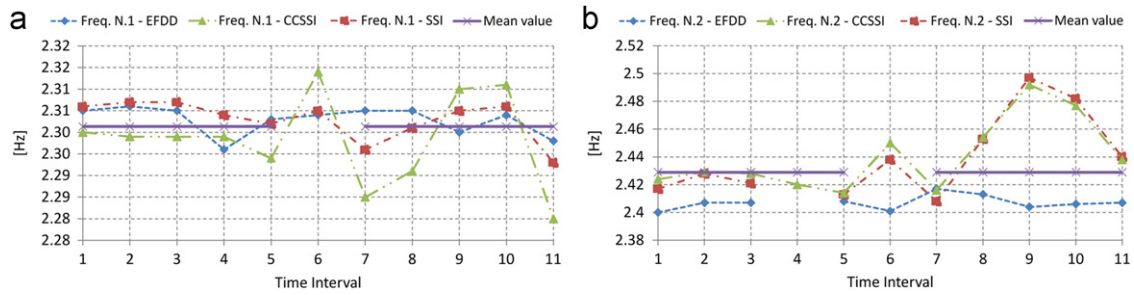 a
Freq. N.1 - EFDD Freq. N.1 - CCSSI Freq. N.1 - SSI Mean value
2.32
2.32
2.31
2.31
2.30
2.30
2.29
2.29
2.28
2.28
[Hz]
1 2 3 4 5 6 7 8 9 10 11
Time Interval
b
Freq. N.2 - EFDD Freq. N.2 - CCSSI Freq. N.2 - SSI Mean value
2.52
2.5
2.48
2.46
2.44
2.42
2.4
2.38
[Hz]
1 2 3 4 5 6 7 8 9 10 11
Time Interval